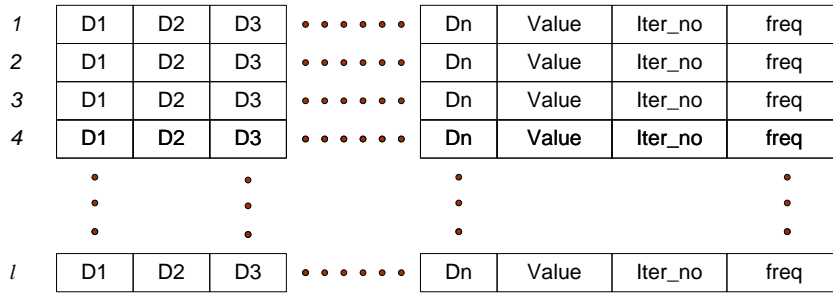 1 D1 D2 D3 Dn Value Iter_no freq
2 D1 D2 D3 Dn Value Iter_no freq
3 D1 D2 D3 Dn Value Iter_no freq
4 D1 D2 D3 Dn Value Iter_no freq
l D1 D2 D3 Dn Value Iter_no freq